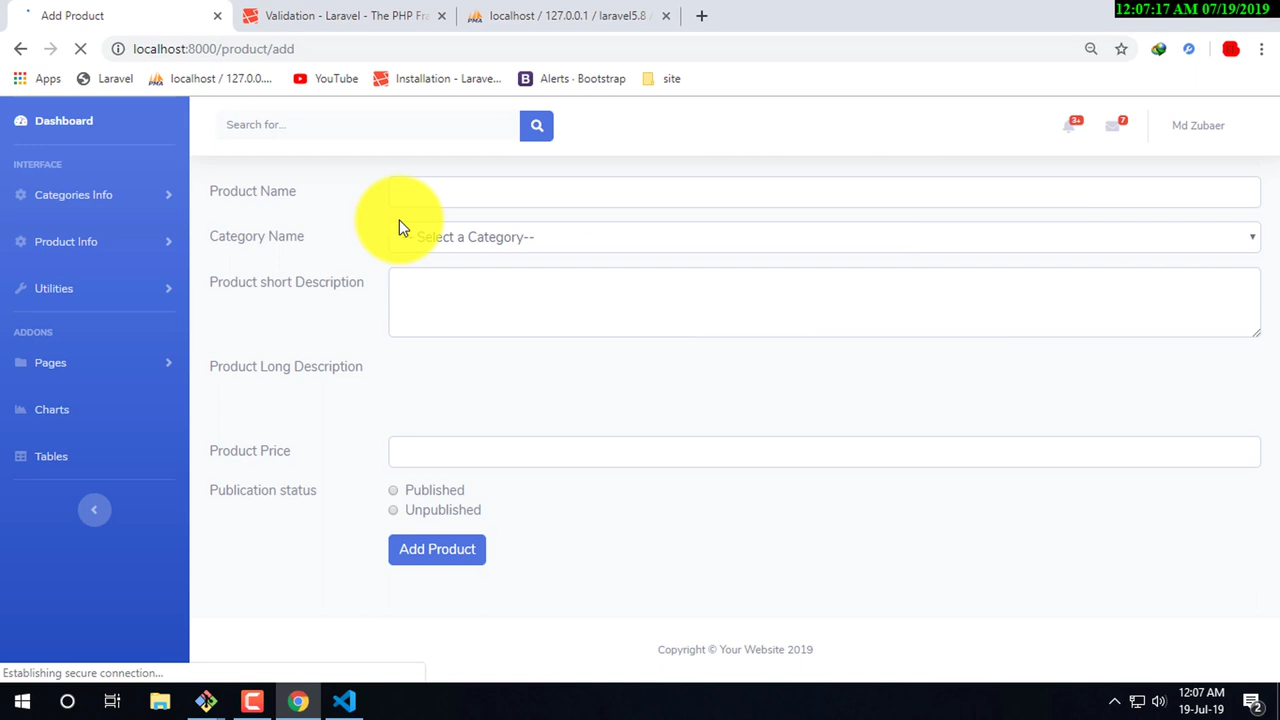 12:07:17 AM 07/19/2019
Add Product
Validation - Laravel - The PHP Fra
localhost / 127.0.0.1 / laravel5.8 /
localhost:8000/product/add
Apps
Laravel
localhost / 127.0.0....
YouTube
Installation - Larave...
Alerts · Bootstrap
site
Dashboard
INTERFACE
Categories Info
Product Info
Utilities
ADDONS
Pages
Charts
Tables
Search for...
3+
7
Md Zubaer
Product Name
Category Name
Select a Category--
Product short Description
Product Long Description
Product Price
Publication status
Published
Unpublished
Add Product
Copyright © Your Website 2019
Establishing secure connection...
12:07 AM
19-Jul-19
2